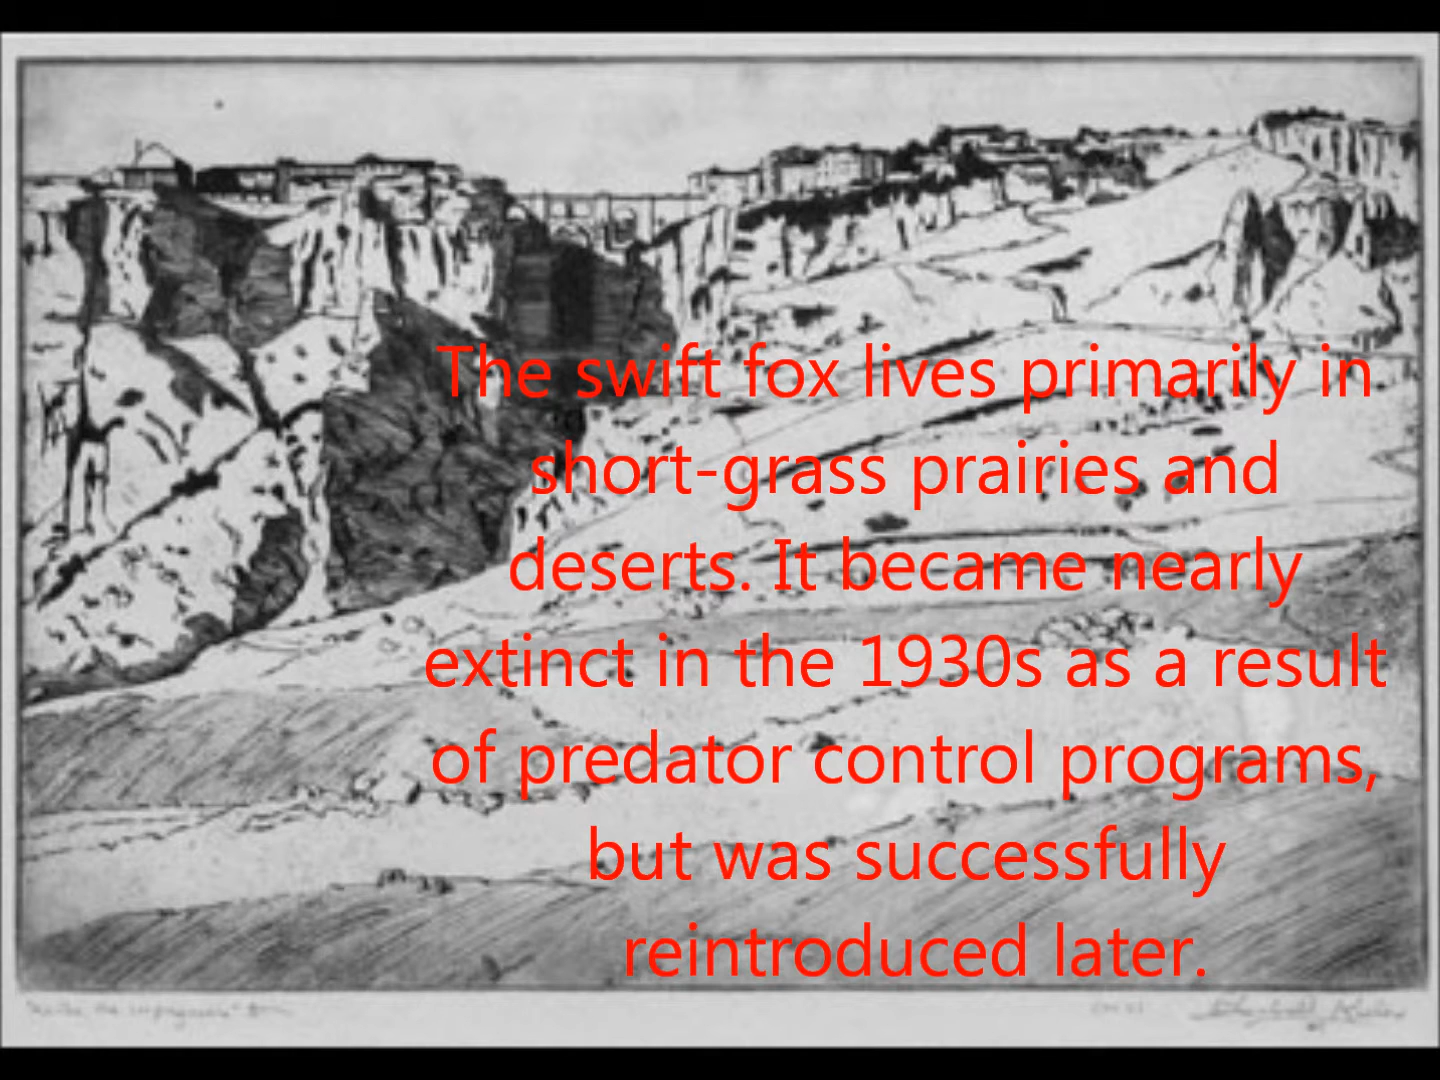 The swift fox lives primarily in
short-grass prairies and
deserts. It became nearly
extinct in the 1930s as a result
of predator control programs,
but was successfully
reintroduced later.